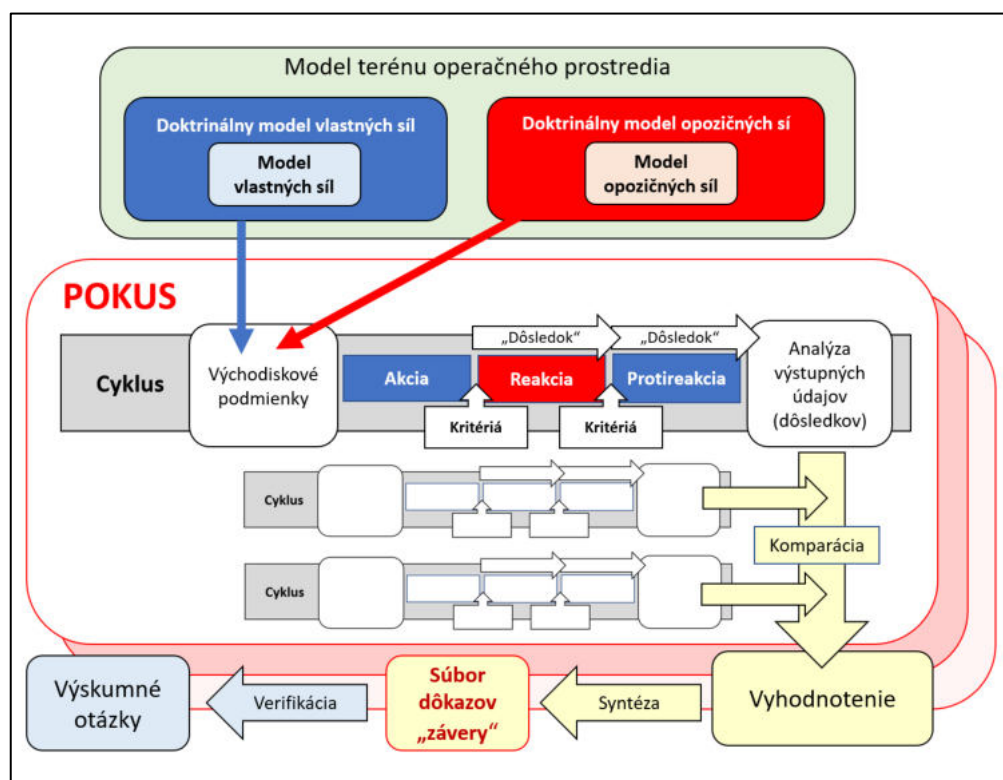 Model terénu operačného prostredia
Doktrinálny model vlastných síl
Model
vlastných síl
Doktrinálny model opozičných sí
Model
opozičných síl
POKUS
Cyklus
Východiskové
podmienky
„Dôsledok“
„Dôsledok“
Akcia
Reakcia
Protireakcia
Kritériá
Kritériá
Analýza
výstupných
údajov
(dôsledkov)
Cyklus
Komparácia
Cyklus
Výskumné
otázky
Verifikácia
Súbor
dôkazov
„závery“
Syntéza
Vyhodnotenie